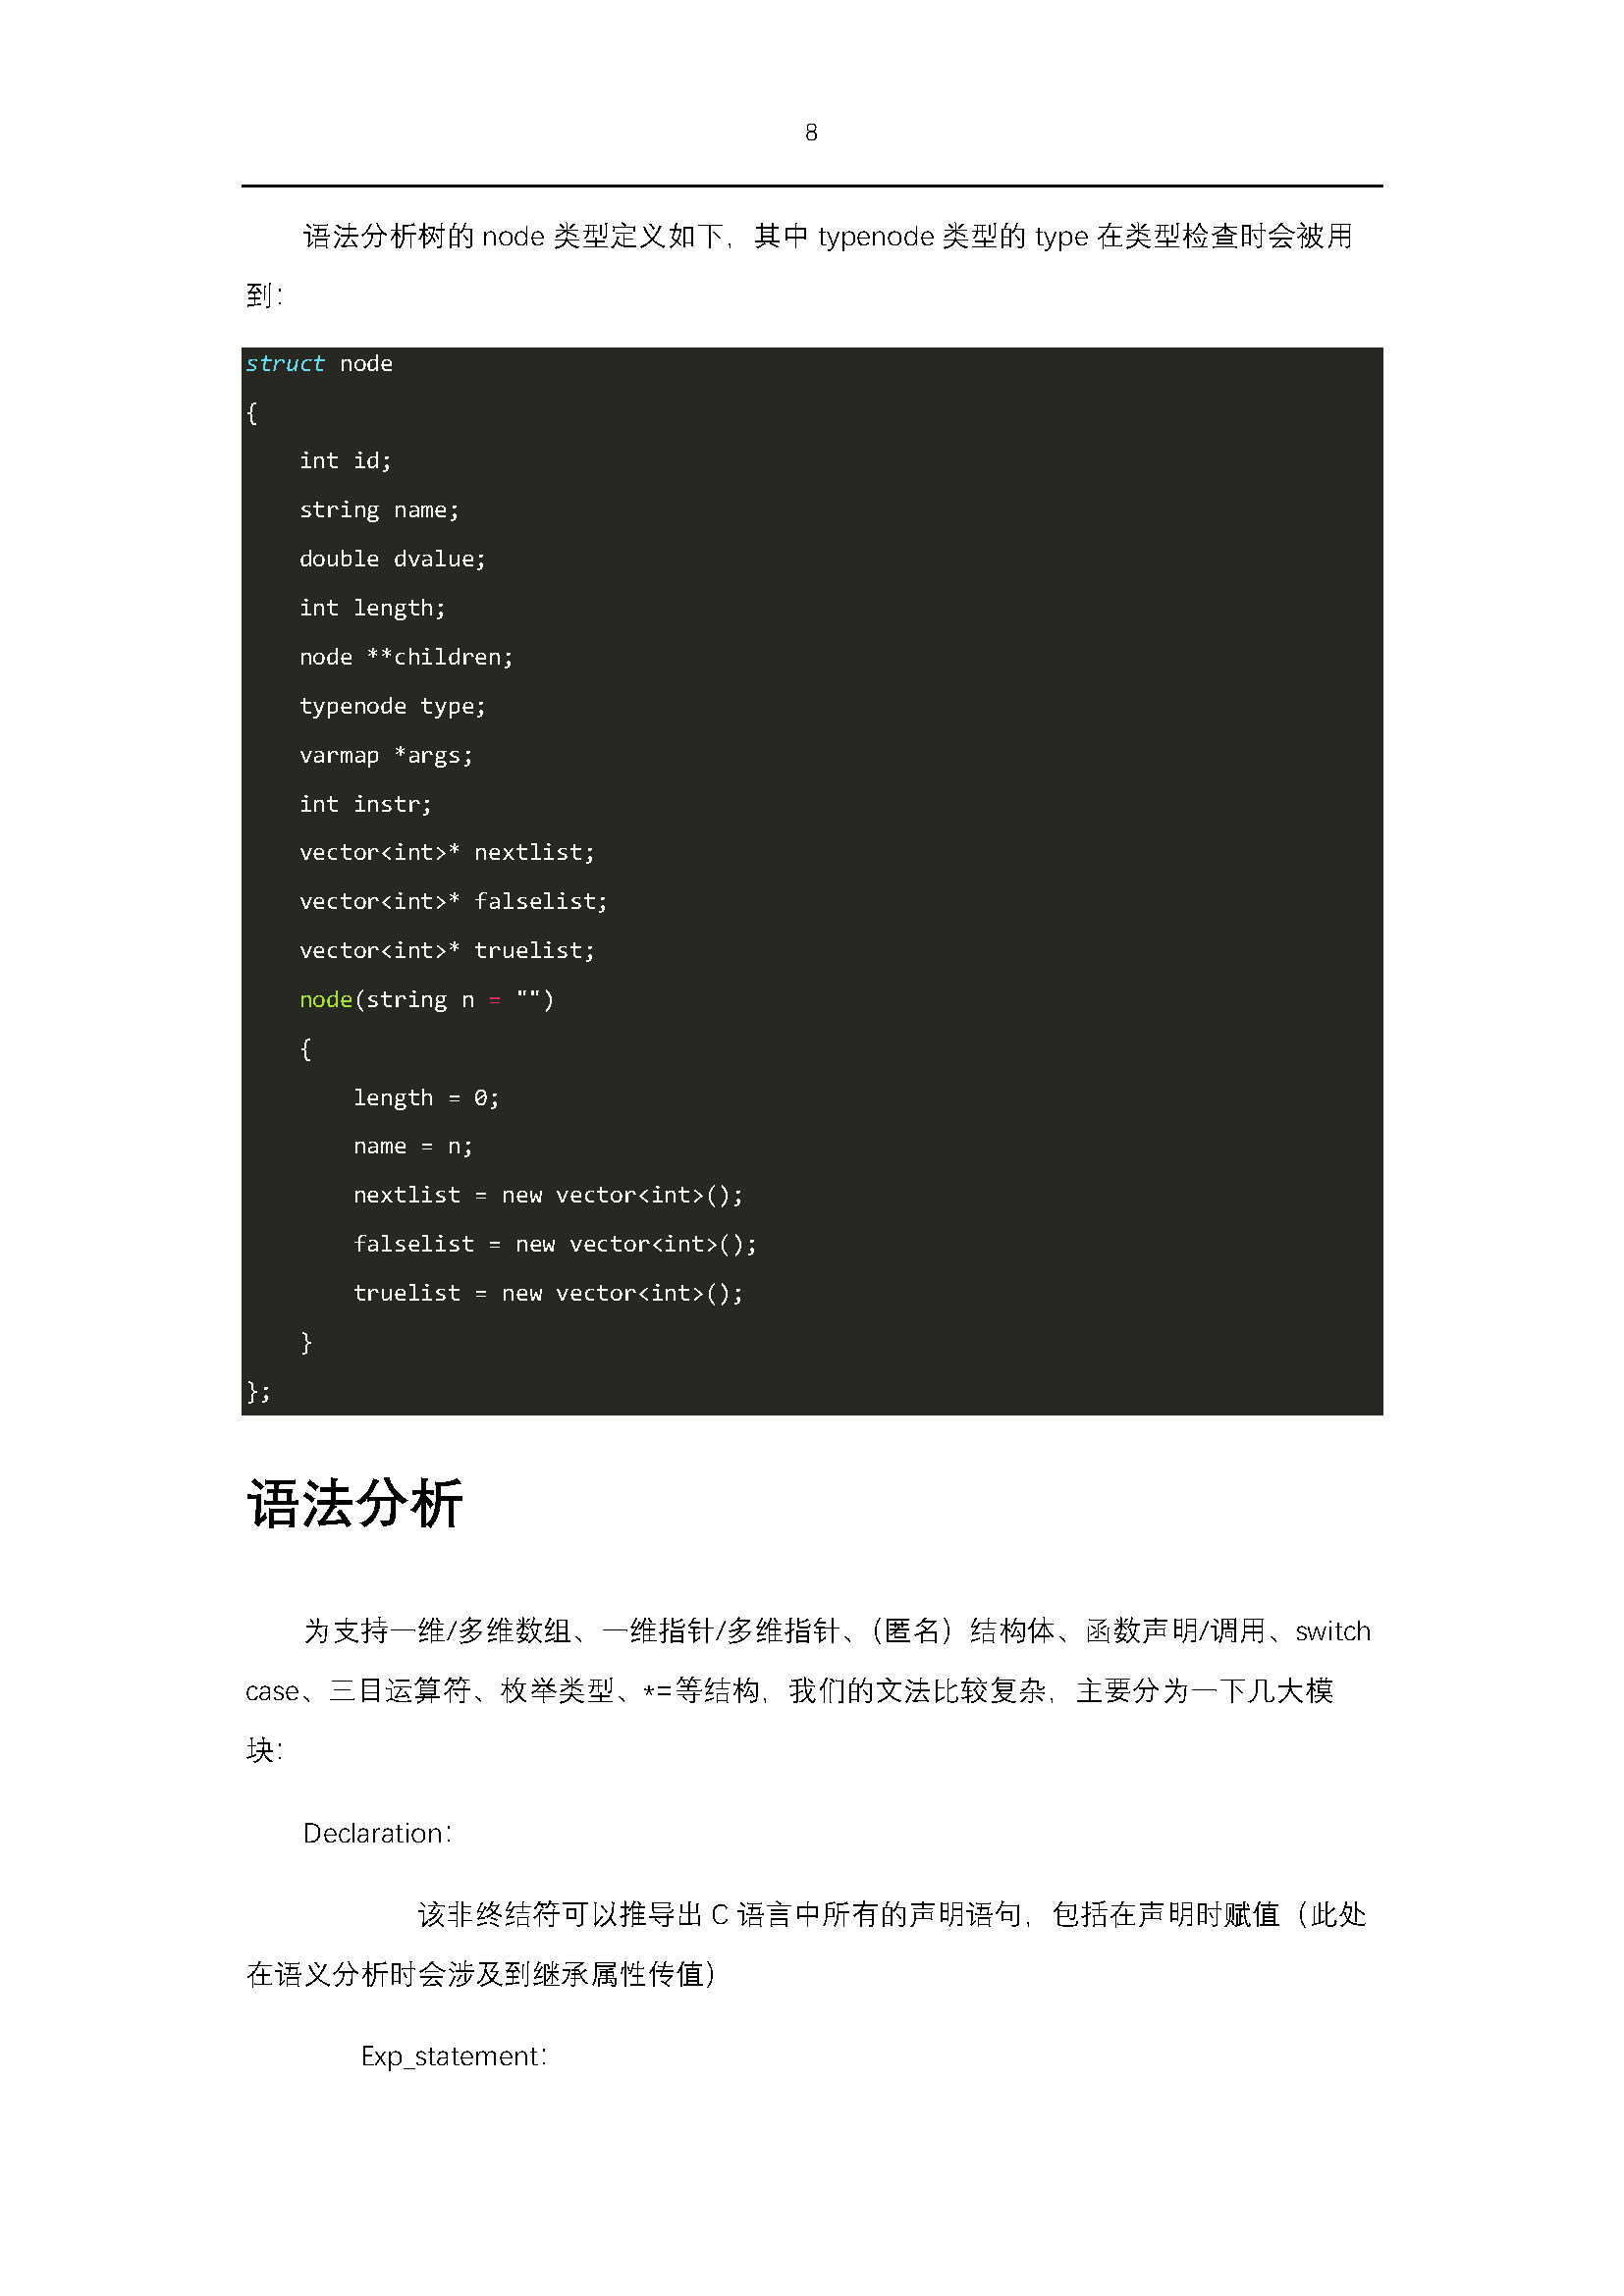 8
语法分析树的 node 类型定义如下，其中 typenode 类型的 type 在类型检查时会被用
到：
struct node
{
    int id;
    string name;
    double dvalue;
    int length;
    node **children;
    typenode type;
    varmap *args;
    int instr;
    vector<int>* nextlist;
    vector<int>* falselist;
    vector<int>* truelist;
    node(string n = "")
    {
        length = 0;
        name = n;
        nextlist = new vector<int>();
        falselist = new vector<int>();
        truelist = new vector<int>();
    }
};
语法分析
为支持一维/多维数组、一维指针/多维指针、（匿名）结构体、函数声明/调用、switch
case、三目运算符、枚举类型、*=等结构，我们的文法比较复杂，主要分为一下几大模
块：
Declaration：
该非终结符可以推导出 C 语言中所有的声明语句，包括在声明时赋值（此处
在语义分析时会涉及到继承属性传值）
Exp_statement：